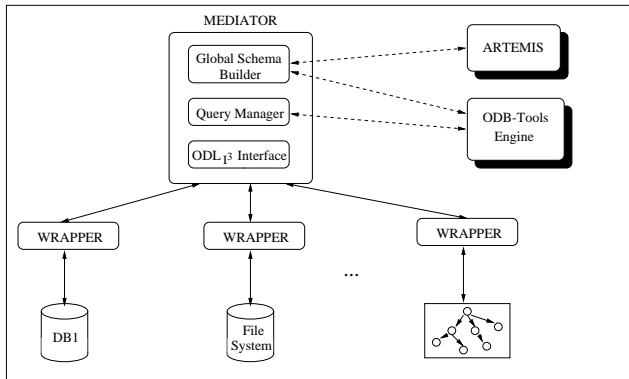 MEDIATOR
Global Schema
Builder
Query Manager
ODL I³ Interface
ARTEMIS
ODB-Tools
Engine
WRAPPER
WRAPPER
WRAPPER
...
DB1
File
System